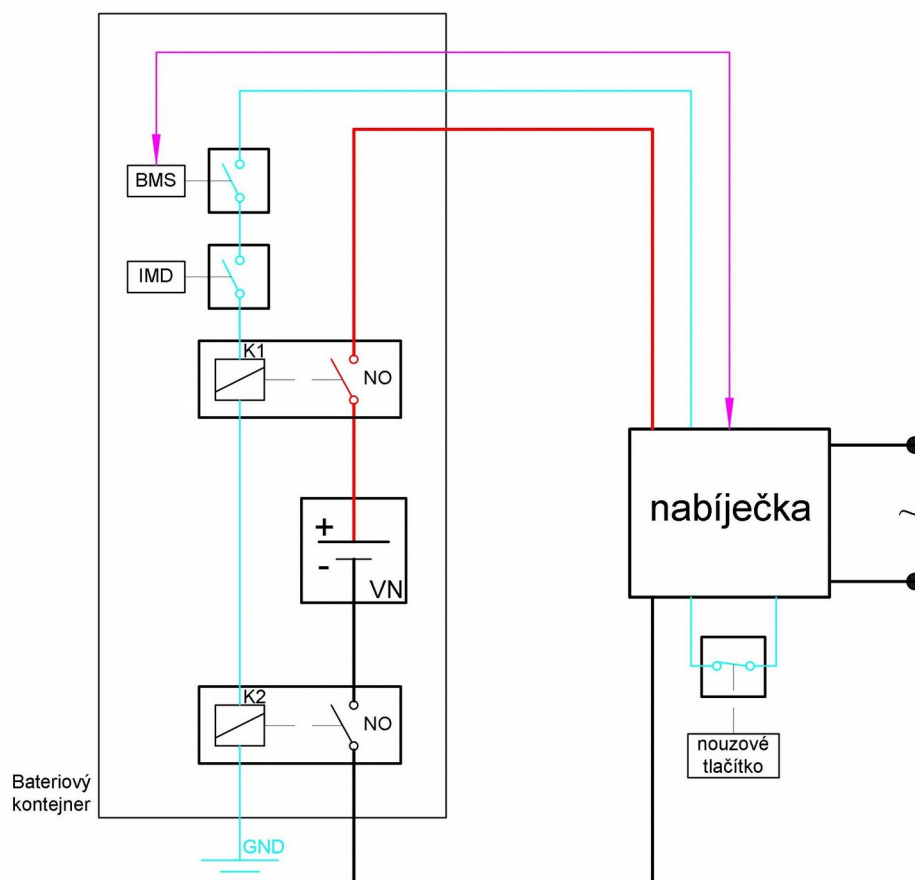 BMS
IMD
K1
NO
+
-
VN
K2
NO
Bateriový
kontejner
GND
nabíječka
~
nouzové
tlačítko